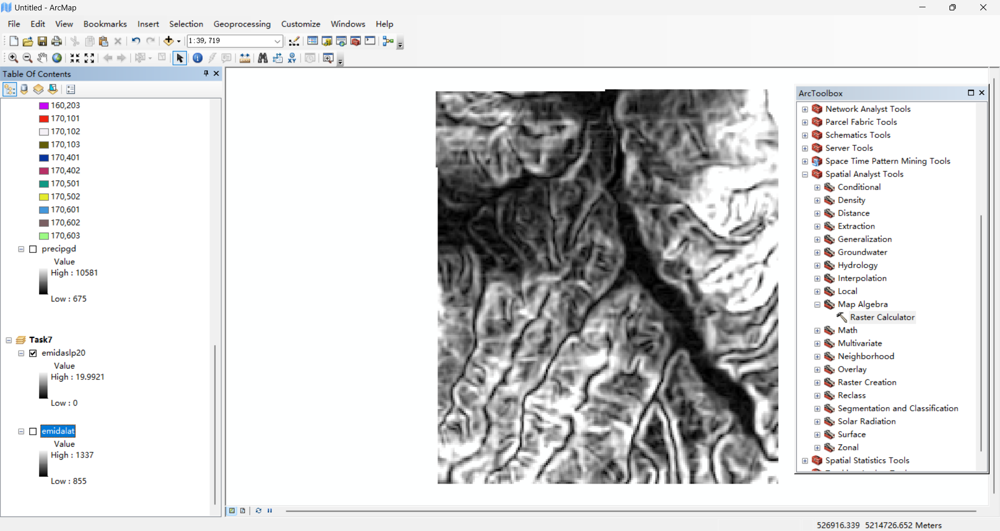 Untitled - ArcMap
File Edit View Bookmarks Insert Selection Geoprocessing Customize Windows Help
1:39,719
Table Of Contents
160,203
170,101
170,102
170,103
170,401
170,402
170,501
170,502
170,601
170,602
170,603
precipgd
Value
High : 10581
Low : 675
Task7
emidaslp20
Value
High : 19.9921
Low : 0
emidalat
Value
High : 1337
Low : 855
ArcToolbox
Network Analyst Tools
Parcel Fabric Tools
Schematics Tools
Server Tools
Space Time Pattern Mining Tools
Spatial Analyst Tools
Conditional
Density
Distance
Extraction
Generalization
Groundwater
Hydrology
Interpolation
Local
Map Algebra
Raster Calculator
Math
Multivariate
Neighborhood
Overlay
Raster Creation
Reclass
Segmentation and Classification
Solar Radiation
Surface
Zonal
Spatial Statistics Tools
526916.339 5214726.652 Meters